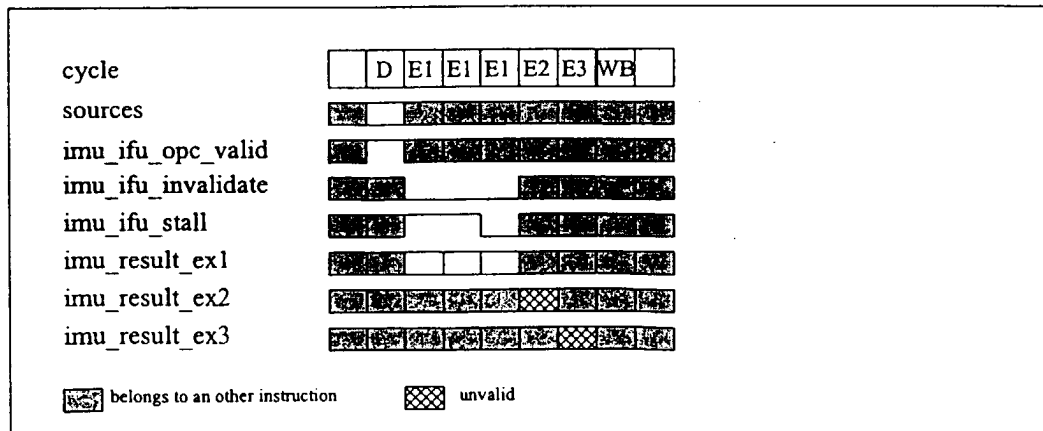 cycle D E1 E1 E1 E2 E3 WB
sources
imu_ifu_opc_valid
imu_ifu_invalidate
imu_ifu_stall
imu_result_ex1
imu_result_ex2
imu_result_ex3
belongs to an other instruction unvalid